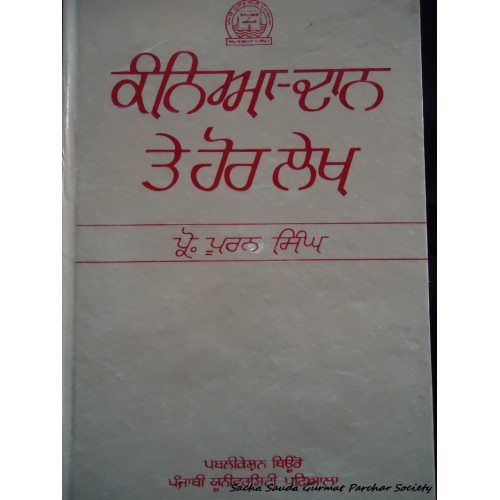 ਕੰਨਿਆ-ਦਾਨ
ਤੇ ਹੋਰ ਲੇਖ
ਪ੍ਰੋ. ਪੂਰਨ ਸਿੰਘ
ਪਬਲੀਕੇਸ਼ਨ ਬਿਊਰੋ
ਪੰਜਾਬੀ ਯੂਨੀਵਰਸਿਟੀ ਪਟਿਆਲਾ
Sacha Sauda Gurmat Parchar Society